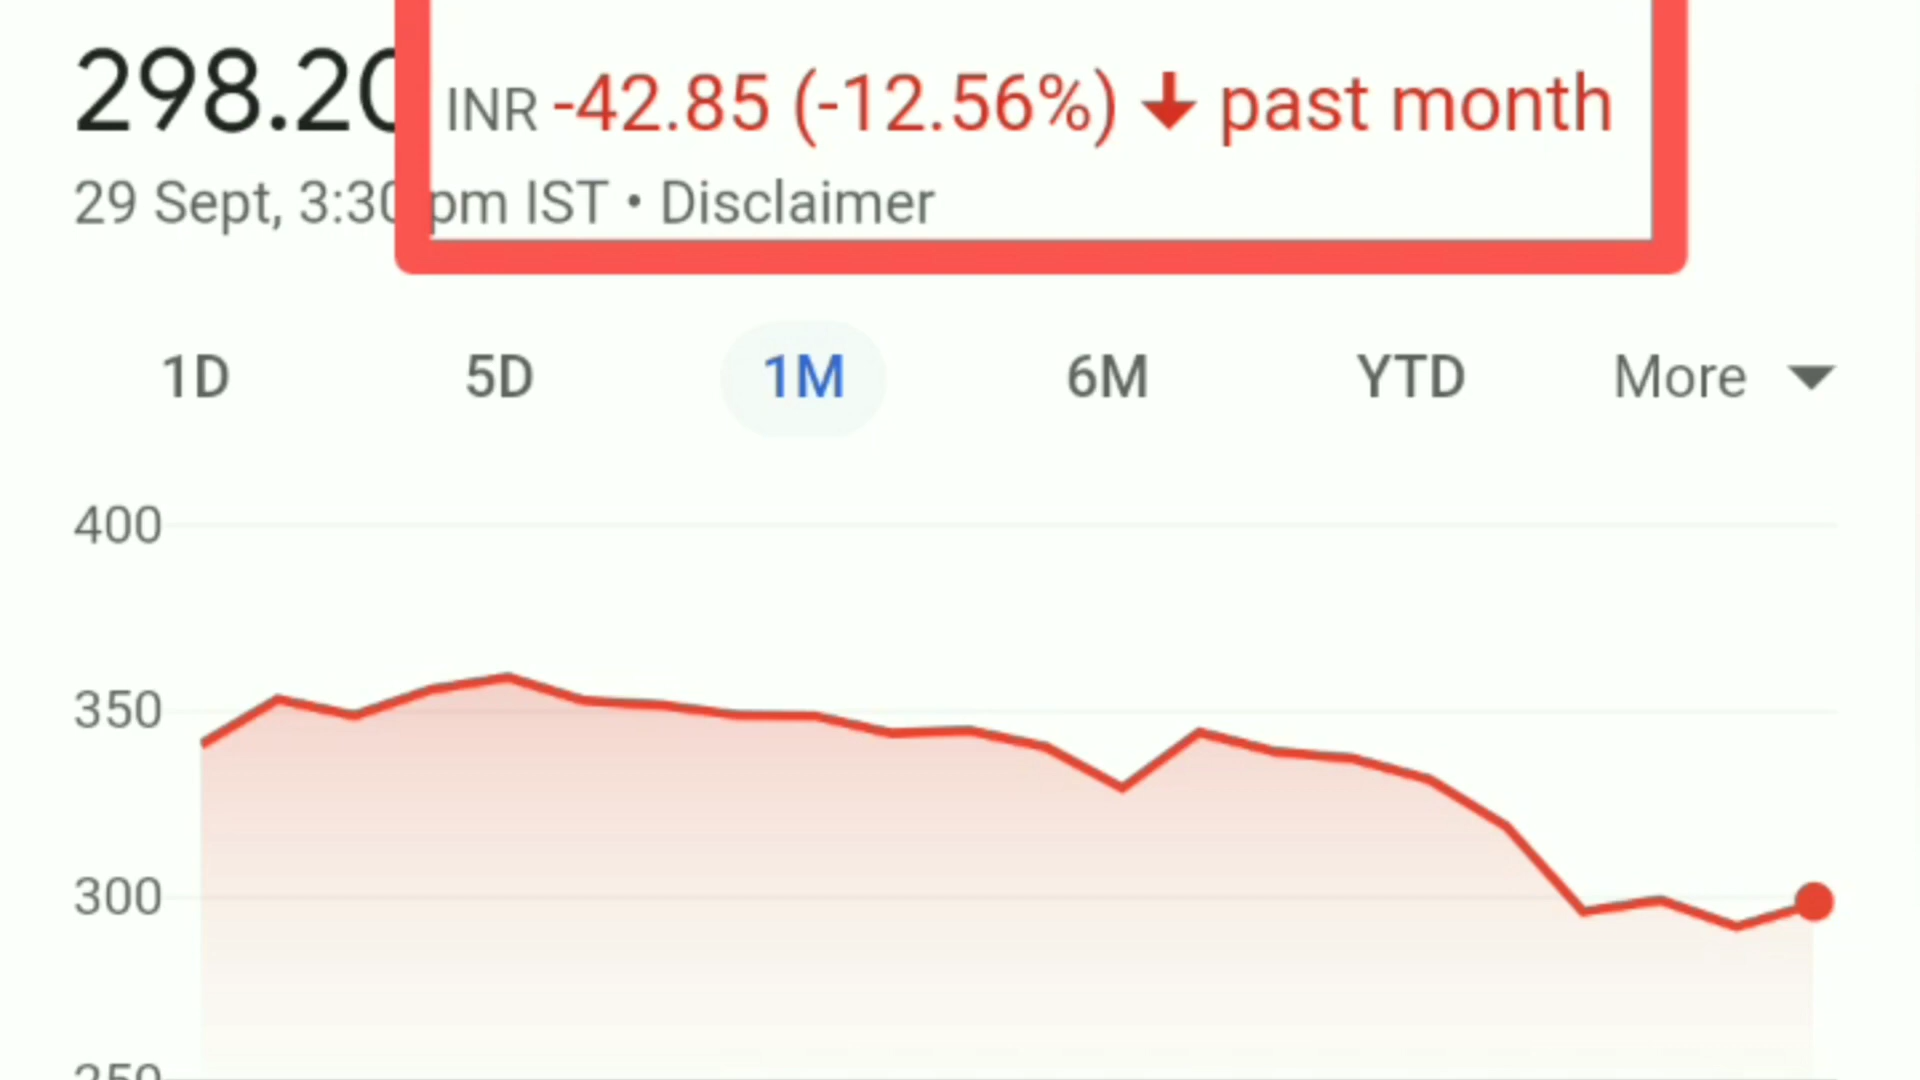 298.20 INR -42.85 (-12.56%) ↓ past month
29 Sept, 3:30 pm IST • Disclaimer
1D 5D 1M 6M YTD More
400
350
300
250